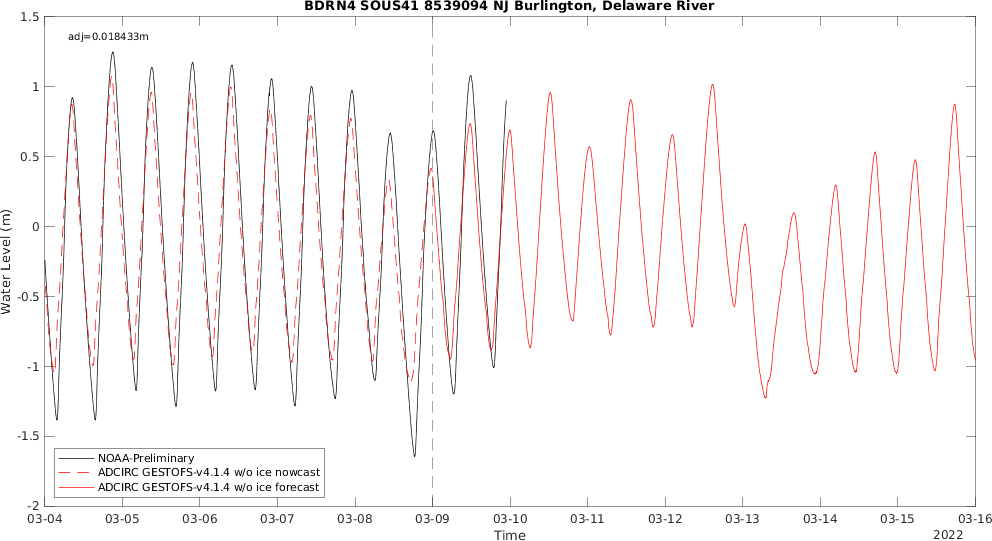 BDRN4 SOUS41 8539094 NJ Burlington, Delaware River
adj=0.018433m
1.5
1
0.5
0
-0.5
-1
-1.5
-2
Water Level (m)
NOAA-Preliminary
ADCIRC GESTOFS-v4.1.4 w/o ice nowcast
ADCIRC GESTOFS-v4.1.4 w/o ice forecast
03-04 03-05 03-06 03-07 03-08 03-09 03-10 03-11 03-12 03-13 03-14 03-15 03-16
Time
2022